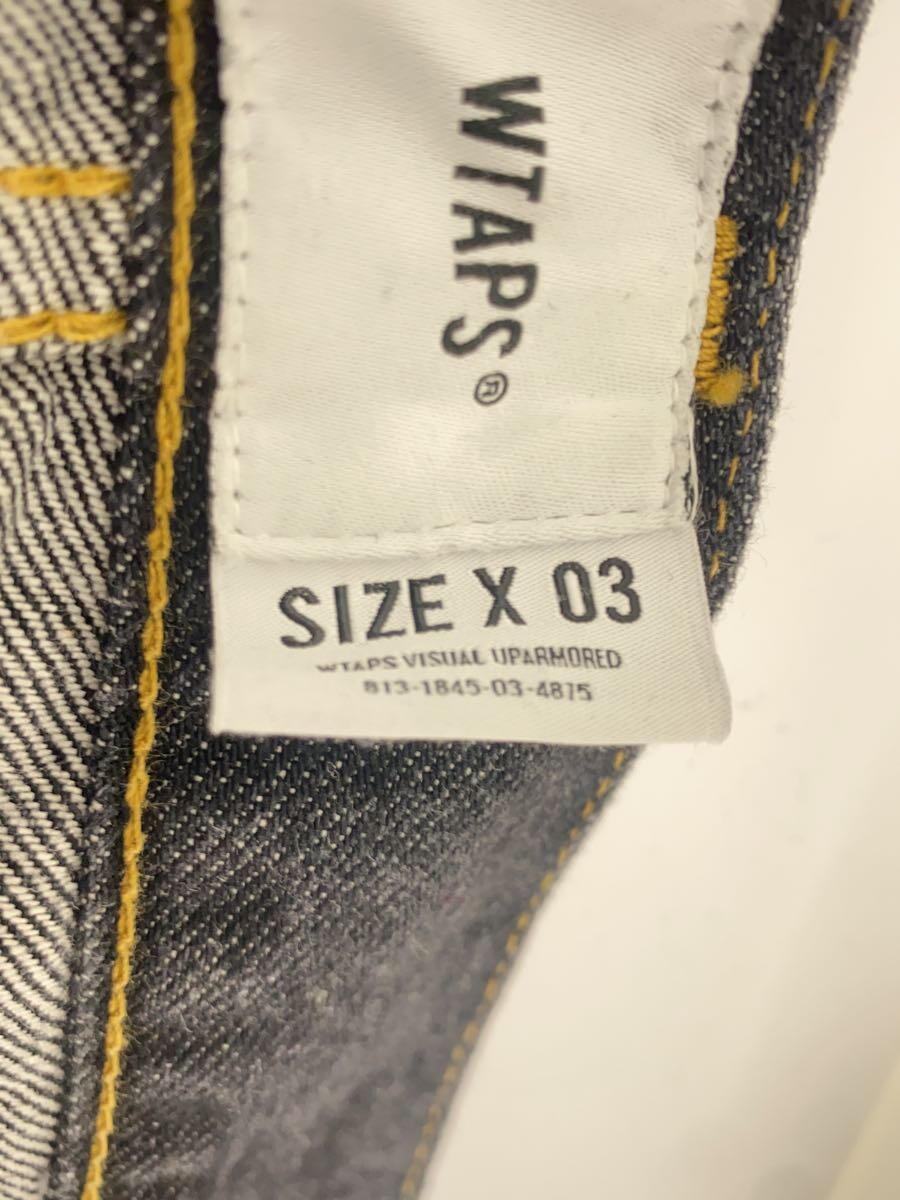 WTAPS®
SIZE X 03
WTAPS VISUAL UPARMORED
813-1845-03-4875